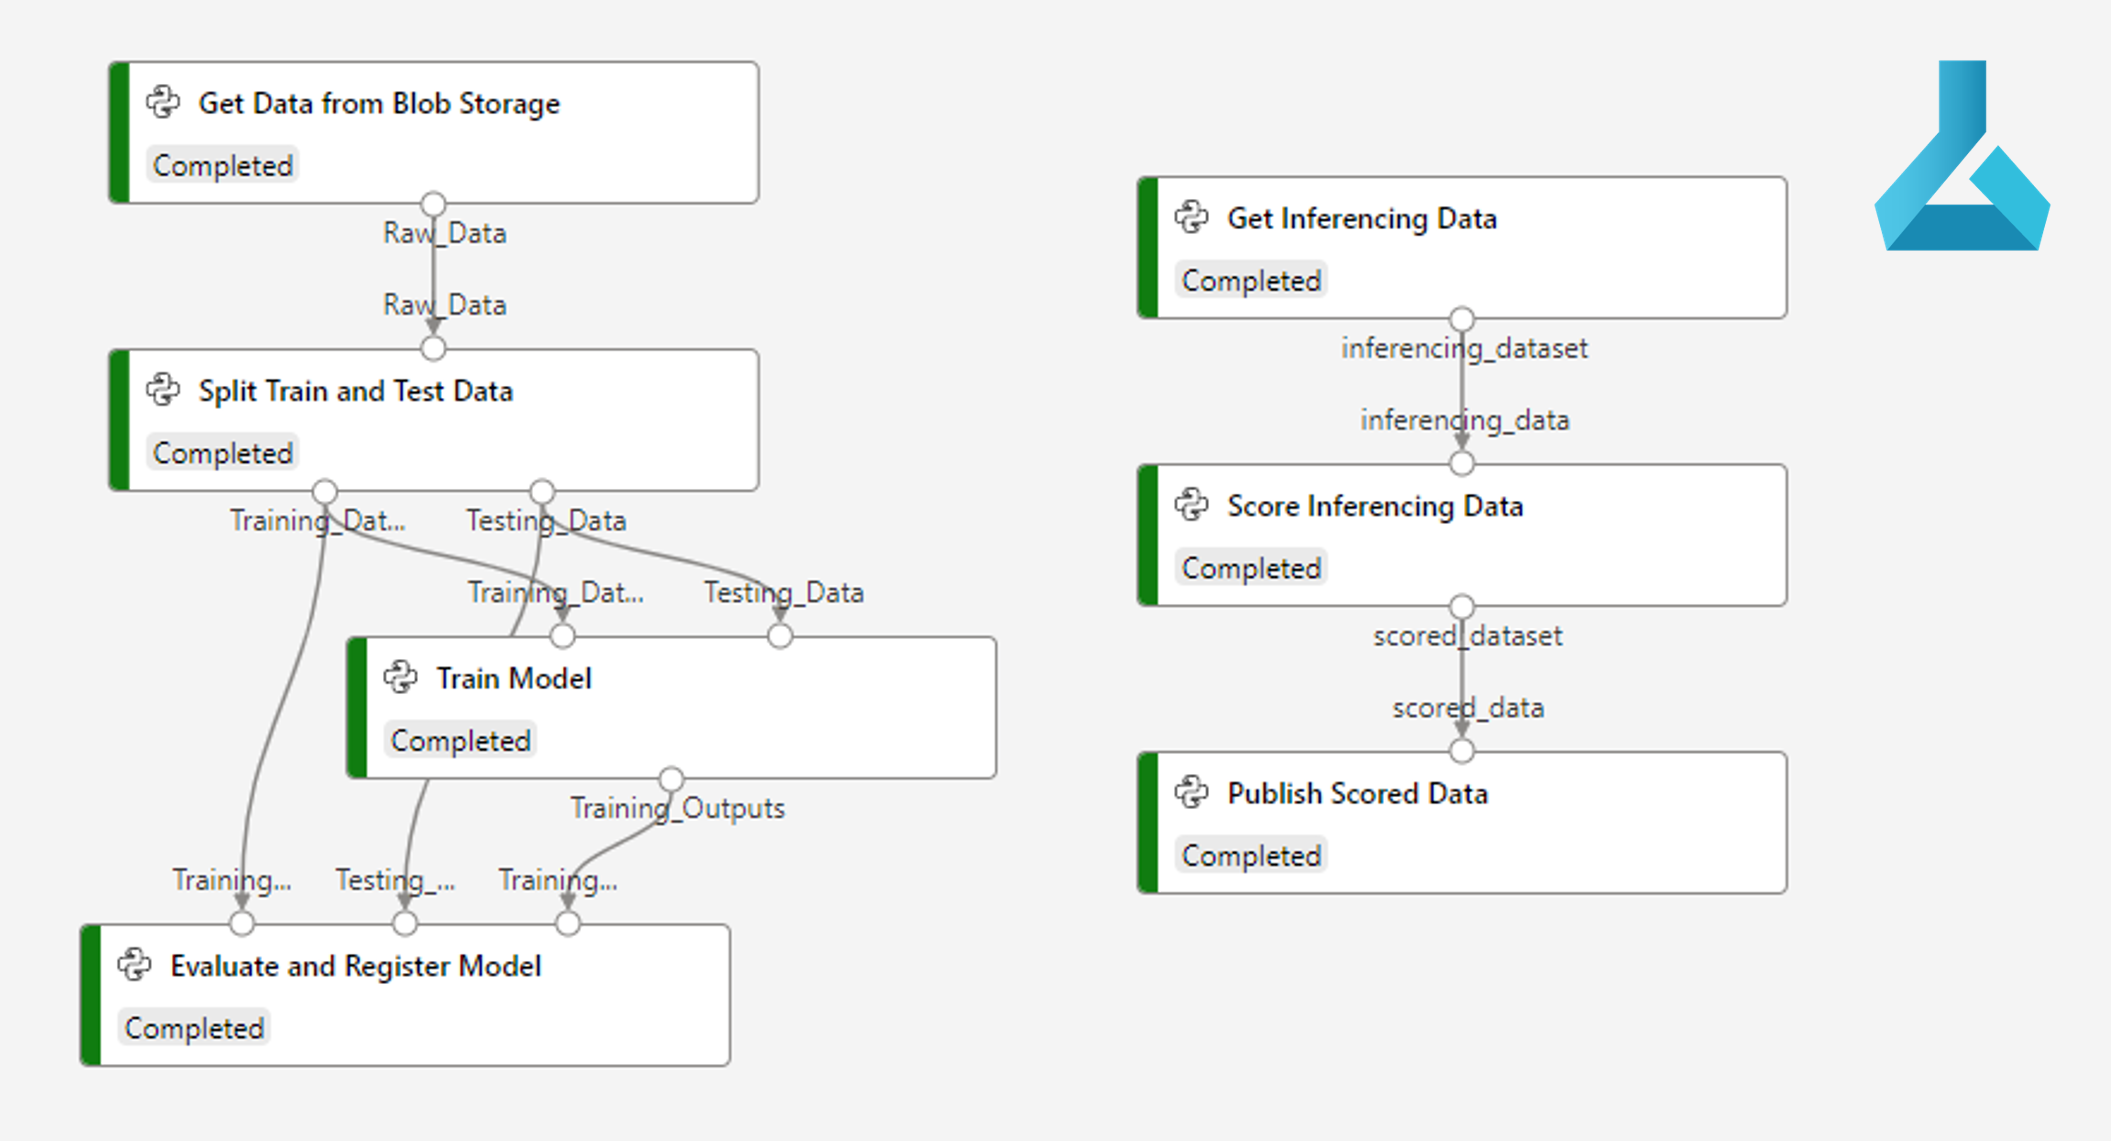 Get Data from Blob Storage
Completed
Raw_Data
Raw_Data
Split Train and Test Data
Completed
Training_Dat...
Testing_Data
Training_Dat...
Testing_Data
Train Model
Completed
Training_Outputs
Training...
Testing_...
Training...
Evaluate and Register Model
Completed
Get Inferencing Data
Completed
inferencing_dataset
inferencing_data
Score Inferencing Data
Completed
scored_dataset
scored_data
Publish Scored Data
Completed